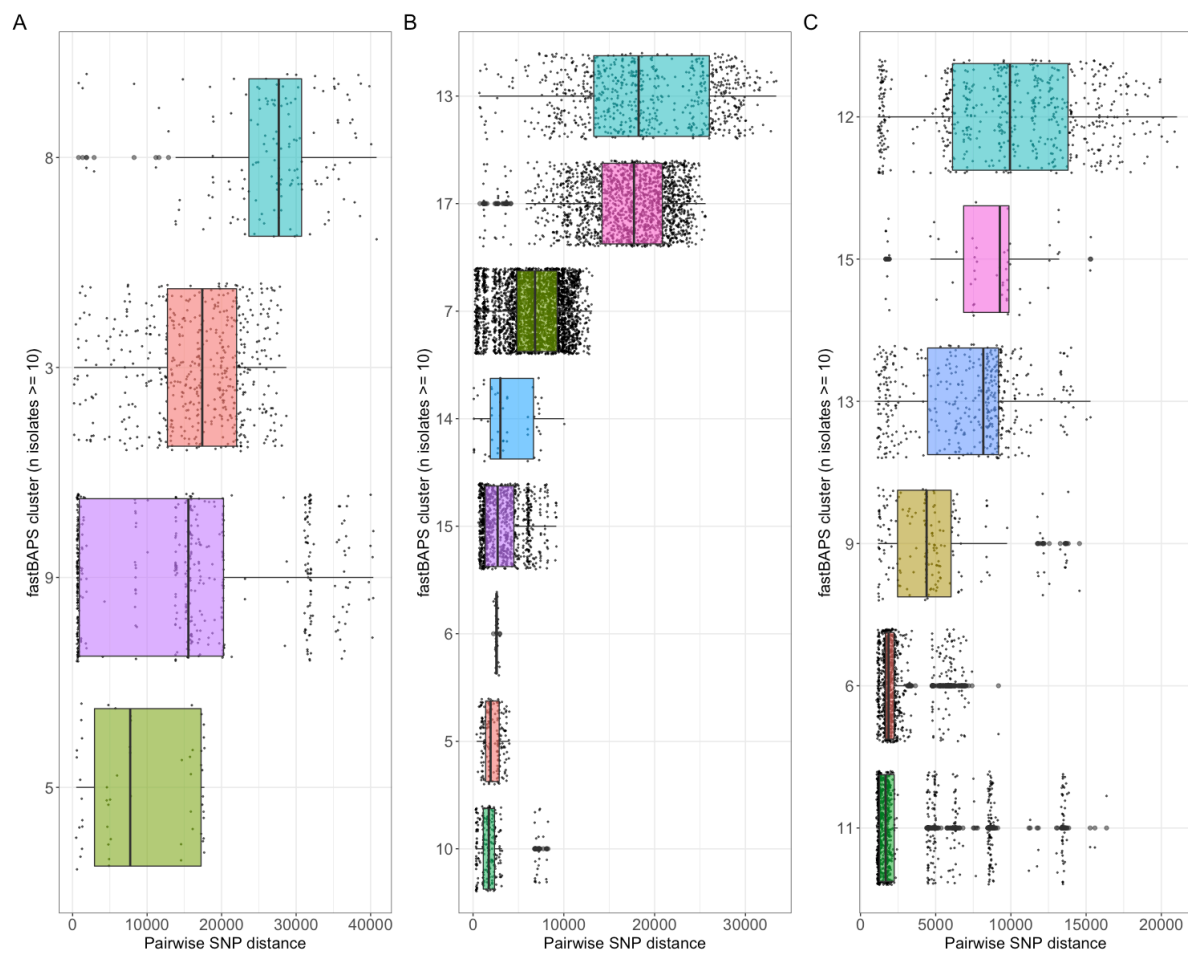 A
fastBAPS cluster (n isolates >= 10)
8
3
9
5
0 10000 20000 30000 40000
Pairwise SNP distance
B
fastBAPS cluster (n isolates >= 10)
13
17
7
14
15
6
5
10
0 10000 20000 30000
Pairwise SNP distance
C
fastBAPS cluster (n isolates >= 10)
12
15
13
9
6
11
0 5000 10000 15000 20000
Pairwise SNP distance